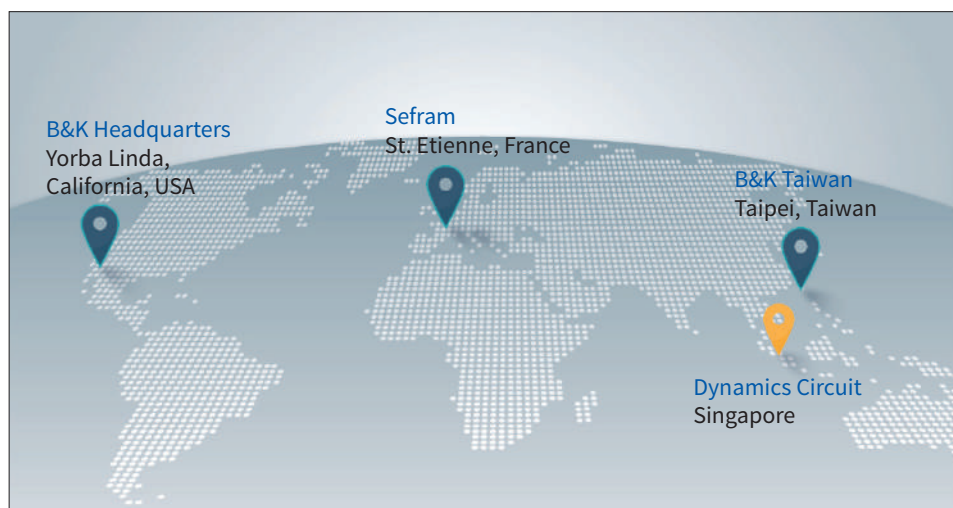 B&K Headquarters
Yorba Linda,
California, USA
Sefram
St. Etienne, France
B&K Taiwan
Taipei, Taiwan
Dynamics Circuit
Singapore